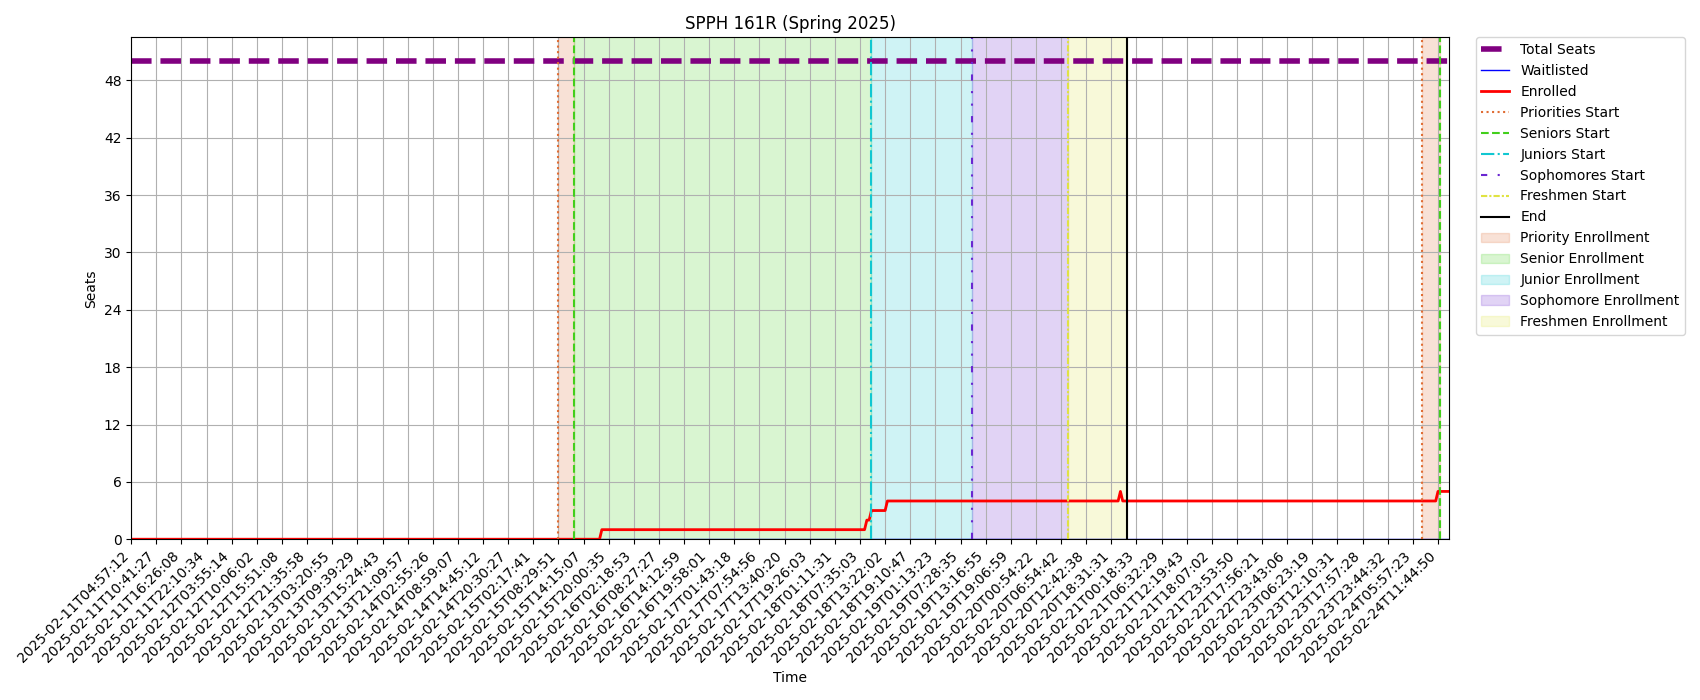 SPPH 161R (Spring 2025)
Total Seats
Waitlisted
Enrolled
Priorities Start
Seniors Start
Juniors Start
Sophomores Start
Freshmen Start
End
Priority Enrollment
Senior Enrollment
Junior Enrollment
Sophomore Enrollment
Freshmen Enrollment
Seats
48
42
36
30
24
18
12
6
0
2025-02-11T04:57:12
2025-02-11T10:41:27
2025-02-11T16:26:08
2025-02-11T22:10:34
2025-02-12T03:55:14
2025-02-12T10:06:02
2025-02-12T15:51:08
2025-02-12T21:35:58
2025-02-13T03:20:55
2025-02-13T09:39:29
2025-02-13T15:24:43
2025-02-13T21:09:57
2025-02-14T02:55:26
2025-02-14T08:59:07
2025-02-14T14:45:12
2025-02-14T20:30:27
2025-02-15T02:17:41
2025-02-15T08:29:51
2025-02-15T14:15:07
2025-02-15T20:00:35
2025-02-16T02:18:53
2025-02-16T08:27:27
2025-02-16T14:12:59
2025-02-16T19:58:01
2025-02-17T01:43:18
2025-02-17T07:54:56
2025-02-17T13:40:20
2025-02-17T19:26:03
2025-02-18T01:11:31
2025-02-18T07:35:03
2025-02-18T13:22:02
2025-02-18T19:10:47
2025-02-19T01:13:23
2025-02-19T07:28:35
2025-02-19T13:16:55
2025-02-19T19:06:59
2025-02-20T00:54:22
2025-02-20T06:54:42
2025-02-20T12:42:38
2025-02-20T18:31:31
2025-02-21T00:18:33
2025-02-21T06:32:29
2025-02-21T12:19:43
2025-02-21T18:07:02
2025-02-21T23:53:50
2025-02-22T17:56:21
2025-02-22T23:43:06
2025-02-23T06:23:19
2025-02-23T12:10:31
2025-02-23T17:57:28
2025-02-23T23:44:32
2025-02-24T05:57:23
2025-02-24T11:44:50
Time